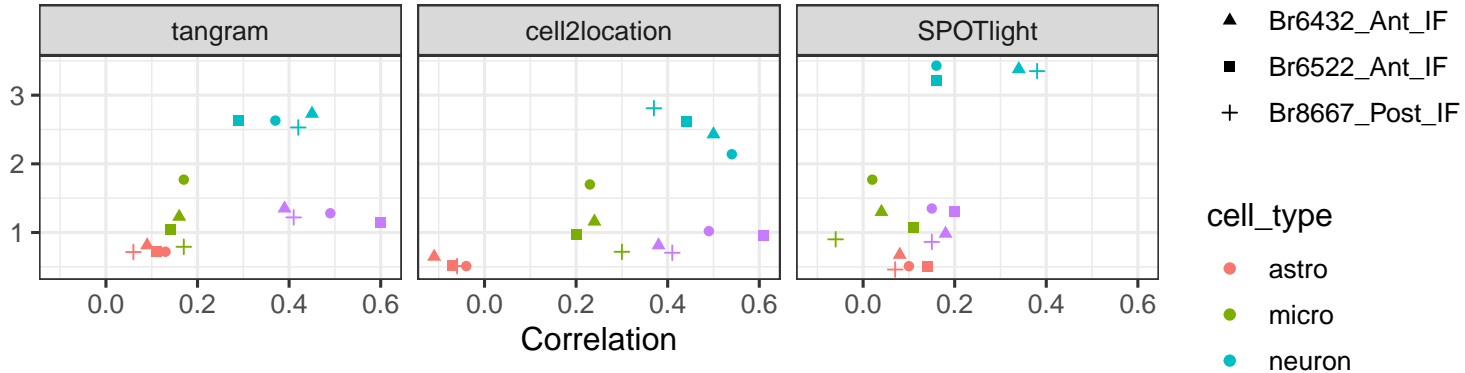 tangram
cell2location
SPOTlight
3
2
1
0.0 0.2 0.4 0.6
0.0 0.2 0.4 0.6
0.0 0.2 0.4 0.6
Correlation
Br6432_Ant_IF
Br6522_Ant_IF
Br8667_Post_IF
cell_type
astro
micro
neuron